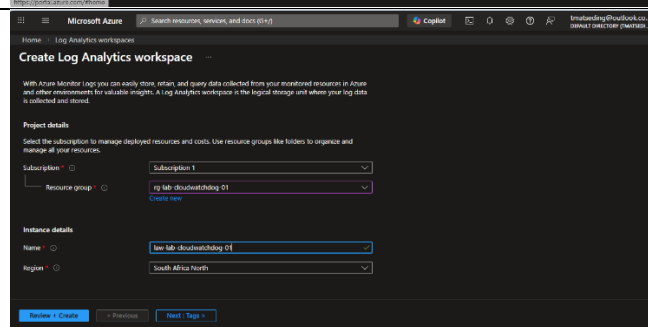 https://portal.azure.com/#home
Microsoft Azure
Search resources, services, and docs (G+/)
Copilot
tmatseding@outlook.co...
DEFAULT DIRECTORY
Home > Log Analytics workspaces
Create Log Analytics workspace ...
With Azure Monitor Logs you can easily store, retain, and query data collected from your monitored resources in Azure
and other environments for valuable insights. A Log Analytics workspace is the logical storage unit where your log data
is collected and stored.
Project details
Select the subscription to manage deployed resources and costs. Use resource groups like folders to organize and
manage all your resources.
Subscription *
Subscription 1
Resource group *
rg-lab-cloudwatchdog-01
Create new
Instance details
Name *
law-lab-cloudwatchdog-01
Region *
South Africa North
Review + Create
< Previous
Next : Tags >